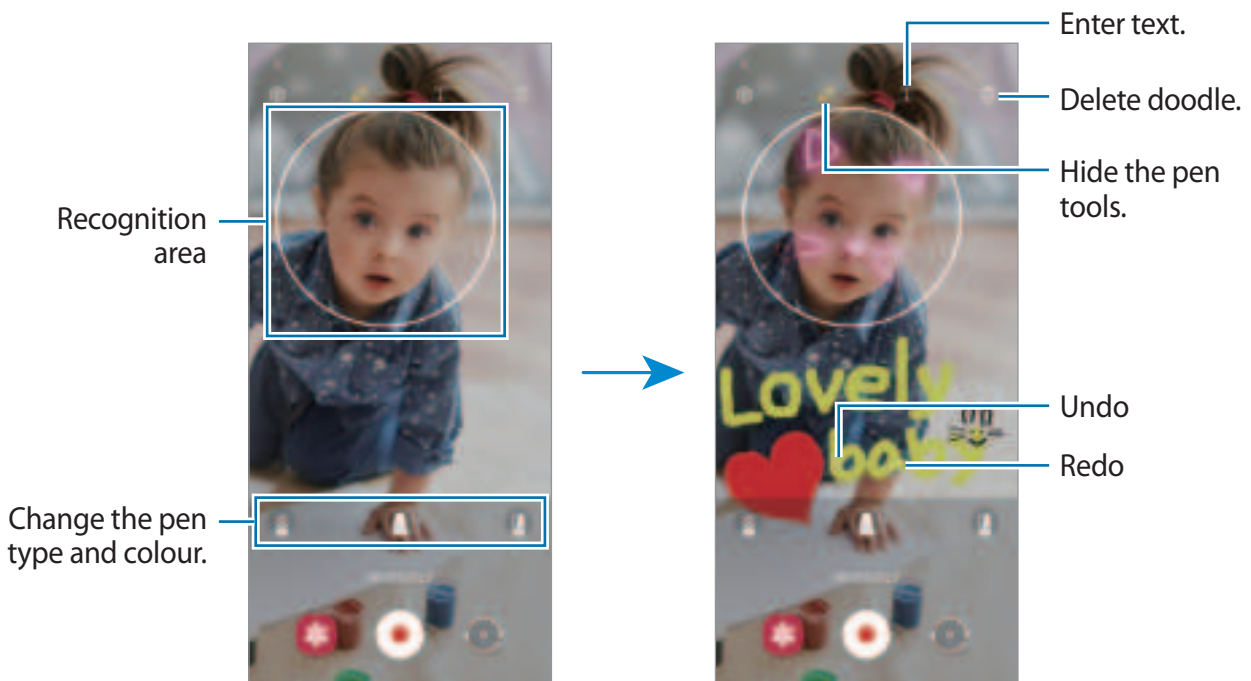 Enter text.
Delete doodle.
Hide the pen
tools.
Recognition
area
Lovely
baby
Undo
Redo
Change the pen
type and colour.